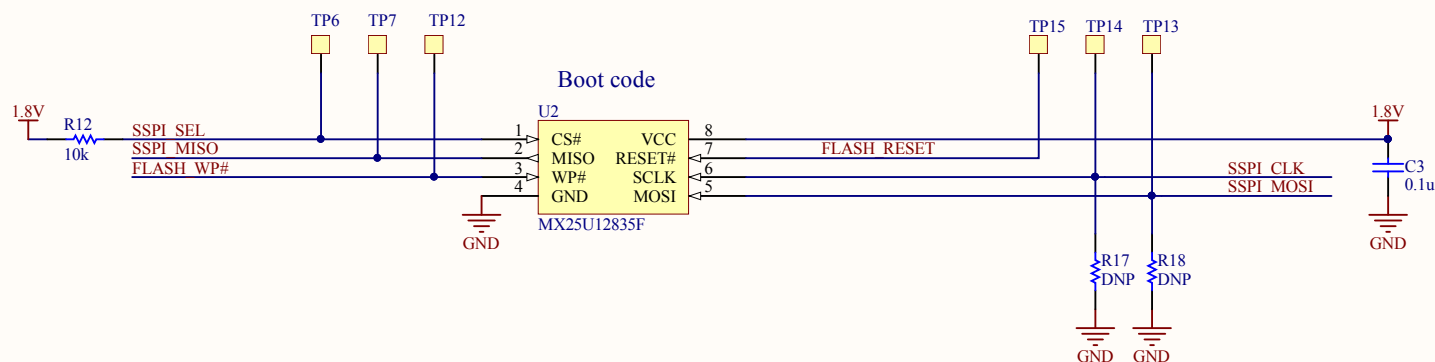 TP6
TP7
TP12
TP15
TP14
TP13
Boot code
U2
1.8V
R12
10k
SSPI_SEL
SSPI_MISO
FLASH_WP#
1
2
3
4
CS#
MISO
WP#
GND
VCC
RESET#
SCLK
MOSI
8
7
6
5
MX25U12835F
GND
FLASH_RESET
SSPI_CLK
SSPI_MOSI
1.8V
C3
0.1u
GND
R17
DNP
R18
DNP
GND
GND